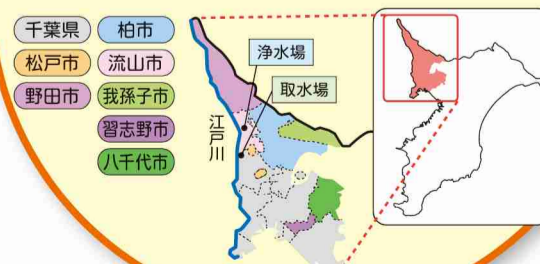 千葉県
柏市
松戸市
流山市
野田市
我孫子市
習志野市
八千代市
浄水場
取水場
江戸川